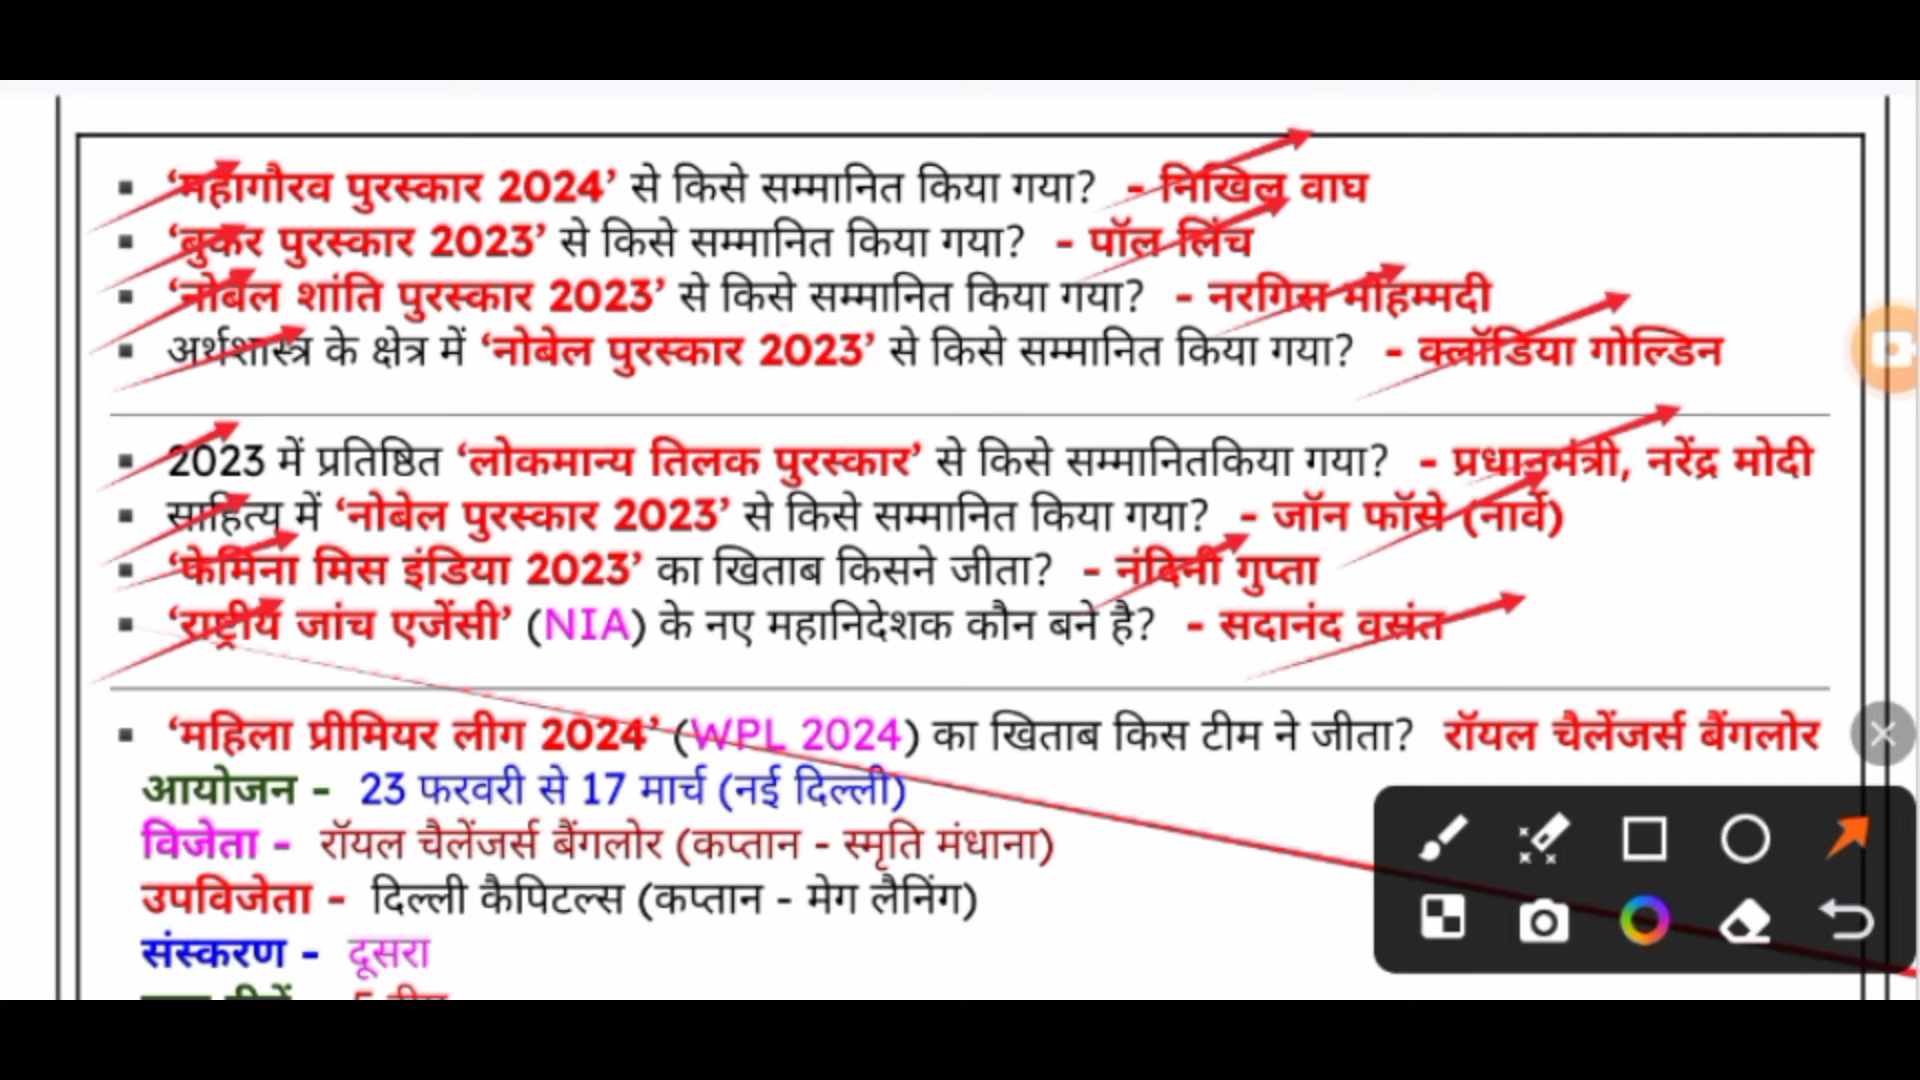 ▪ ‘महागौरव पुरस्कार 2024’ से किसे सम्मानित किया गया? - निखिल वाघ
▪ ‘बुकर पुरस्कार 2023’ से किसे सम्मानित किया गया? - पॉल लिंच
▪ ‘नोबेल शांति पुरस्कार 2023’ से किसे सम्मानित किया गया? - नरगिस मोहम्मदी
▪ अर्थशास्त्र के क्षेत्र में ‘नोबेल पुरस्कार 2023’ से किसे सम्मानित किया गया? - क्लॉडिया गोल्डिन
▪ 2023 में प्रतिष्ठित ‘लोकमान्य तिलक पुरस्कार’ से किसे सम्मानितकिया गया? - प्रधानमंत्री, नरेंद्र मोदी
▪ साहित्य में ‘नोबेल पुरस्कार 2023’ से किसे सम्मानित किया गया? - जॉन फॉसे (नार्वे)
▪ ‘फेमिना मिस इंडिया 2023’ का खिताब किसने जीता? - नंदिनी गुप्ता
▪ ‘राष्ट्रीय जांच एजेंसी’ (NIA) के नए महानिदेशक कौन बने है? - सदानंद वसंत
▪ ‘महिला प्रीमियर लीग 2024’ (WPL 2024) का खिताब किस टीम ने जीता? रॉयल चैलेंजर्स बैंगलोर
आयोजन - 23 फरवरी से 17 मार्च (नई दिल्ली)
विजेता - रॉयल चैलेंजर्स बैंगलोर (कप्तान - स्मृति मंधाना)
उपविजेता - दिल्ली कैपिटल्स (कप्तान - मेग लैनिंग)
संस्करण - दूसरा